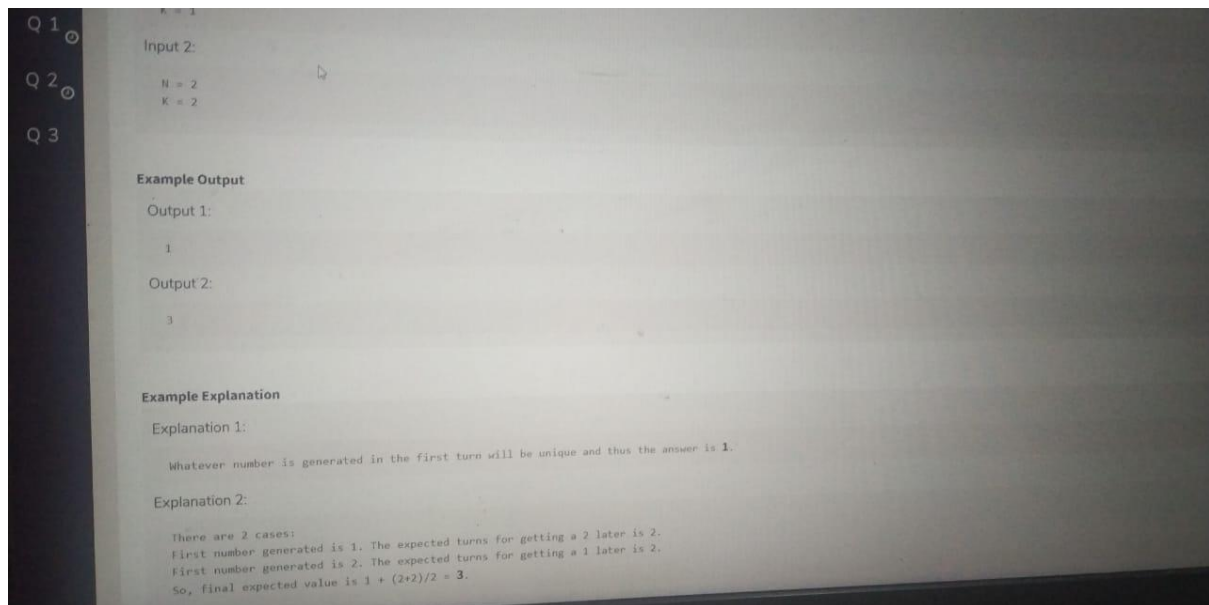 Q 1
K = 1
Input 2:
Q 2
N = 2
K = 2
Q 3
Example Output
Output 1:
1
Output 2:
3
Example Explanation
Explanation 1:
Whatever number is generated in the first turn will be unique and thus the answer is 1.
Explanation 2:
There are 2 cases:
First number generated is 1. The expected turns for getting a 2 later is 2.
First number generated is 2. The expected turns for getting a 1 later is 2.
So, final expected value is 1 + (2+2)/2 = 3.